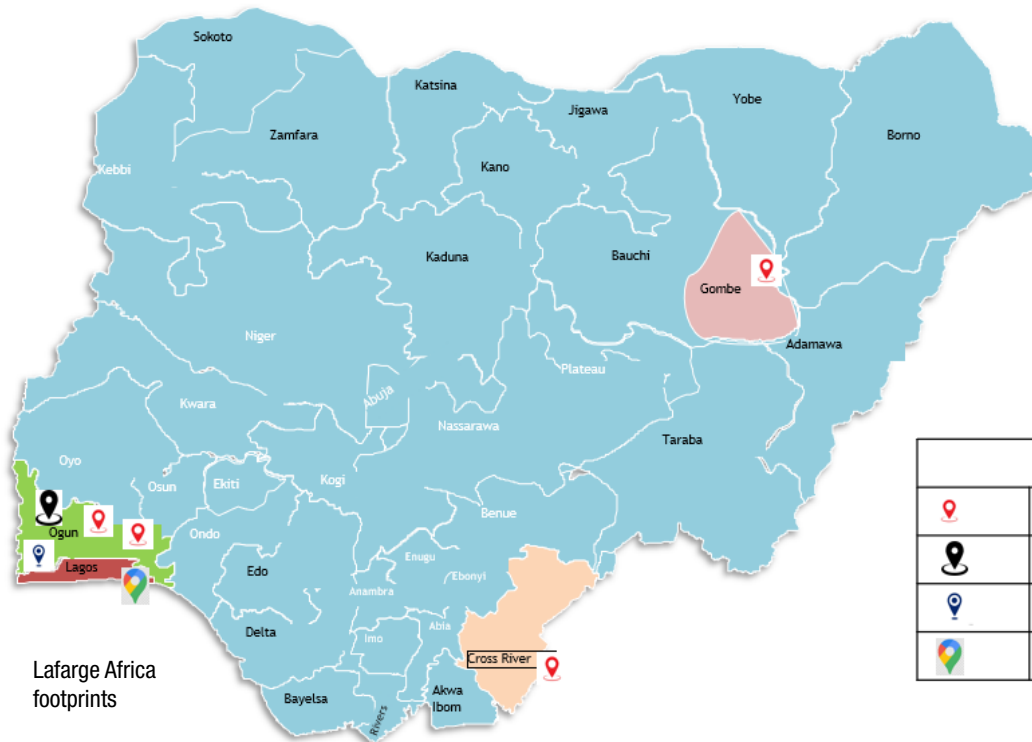 Sokoto
Katsina
Jigawa
Yobe
Borno
Zamfara
Kano
Kebbi
Kaduna
Bauchi
Gombe
Niger
Adamawa
Plateau
Abuja
Kwara
Nassarawa
Taraba
Oyo
Osun
Ekiti
Kogi
Benue
Ogun
Ondo
Enugu
Lagos
Edo
Ebonyi
Anambra
Abia
Delta
Imo
Cross River
Lafarge Africa
footprints
Bayelsa
Rivers
Akwa
Ibom